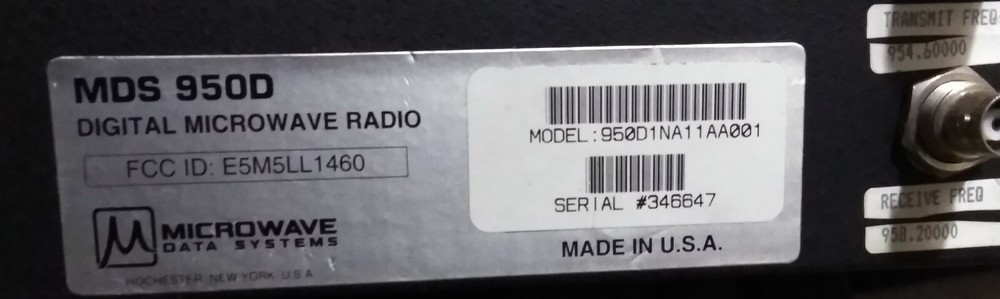 MDS 950D
DIGITAL MICROWAVE RADIO
FCC ID: E5M5LL1460
MICROWAVE
DATA SYSTEMS
ROCHESTER, NEW YORK U.S.A.
MODEL:950D1NA11AA001
SERIAL #346647
MADE IN U.S.A.
TRANSMIT FREQ
954.60000
RECEIVE FREQ
958.20000